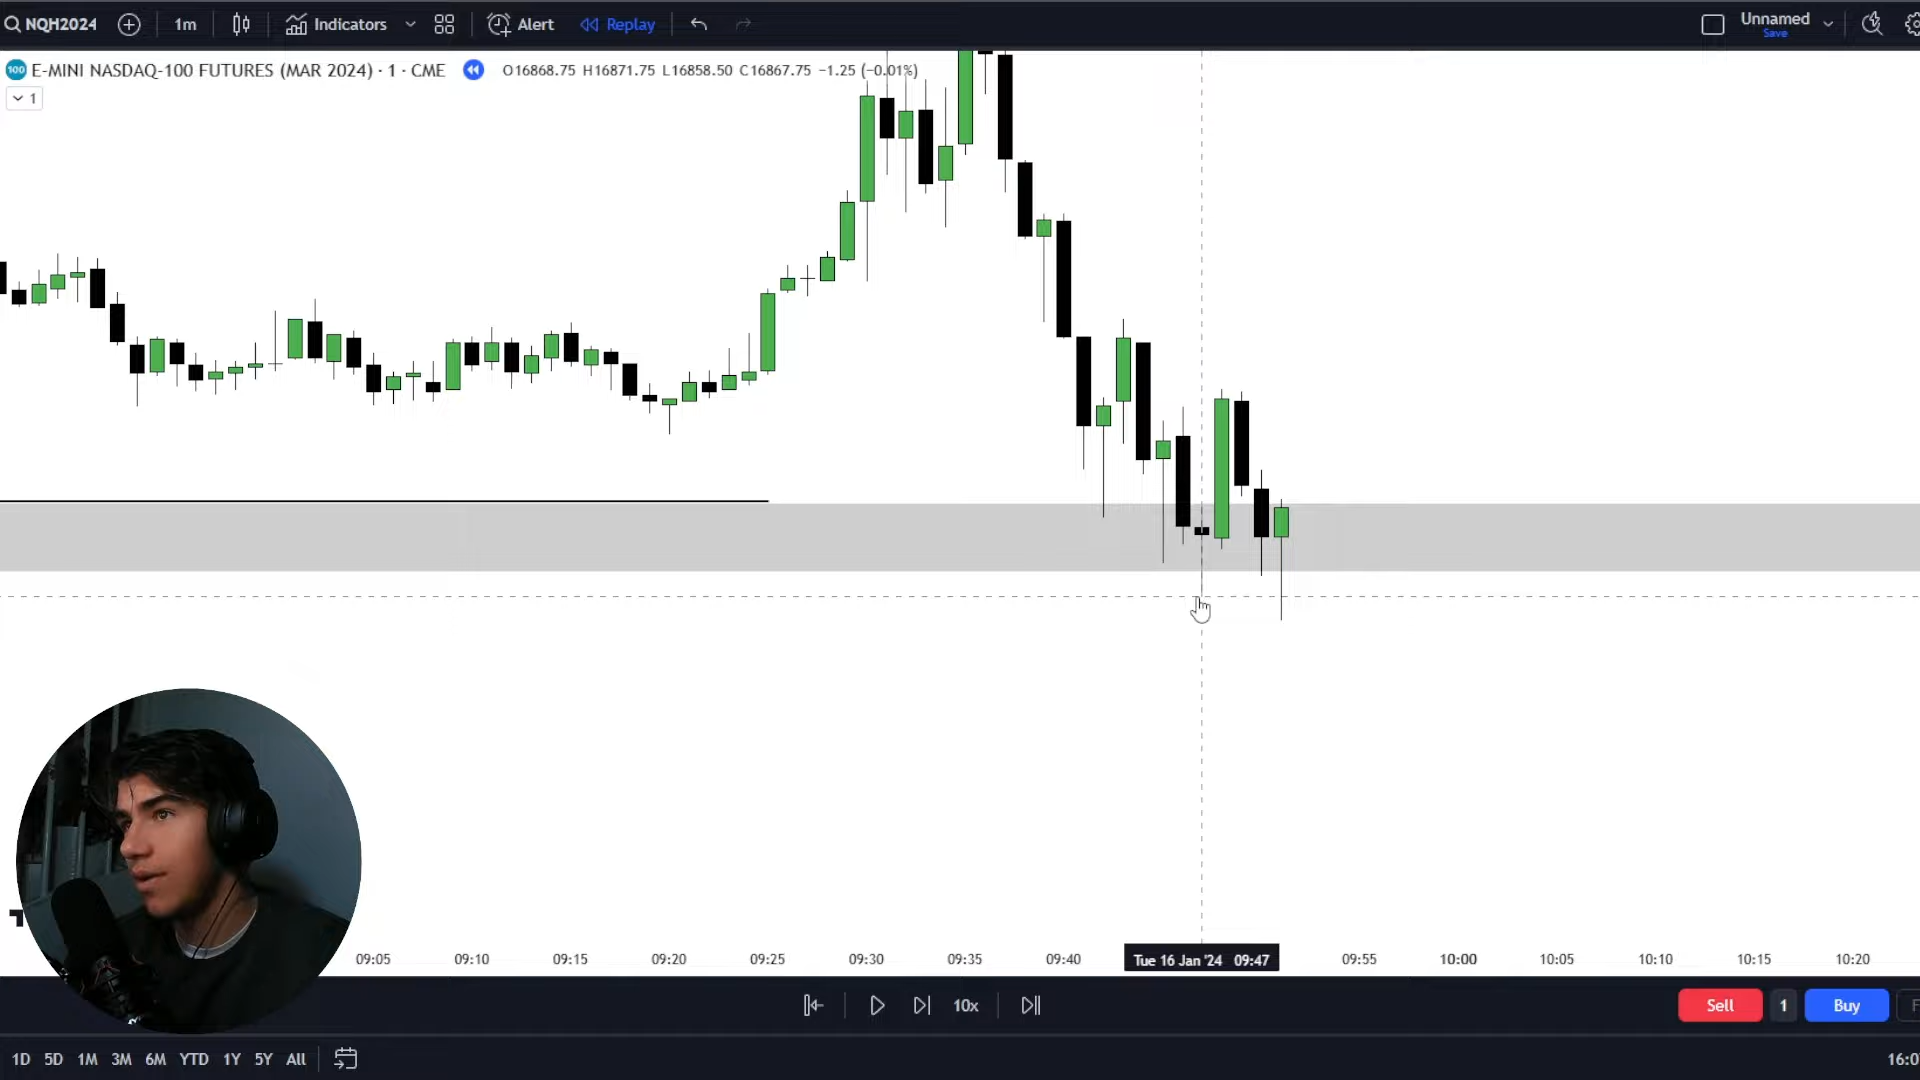 NQH2024 1m Indicators Alert Replay Unnamed
Save
100 E-MINI NASDAQ-100 FUTURES (MAR 2024) · 1 · CME O16868.75 H16871.75 L16858.50 C16867.75 −1.25 (−0.01%)
1
09:05 09:10 09:15 09:20 09:25 09:30 09:35 09:40 Tue 16 Jan '24 09:47 09:55 10:00 10:05 10:10 10:15 10:20
10x Sell 1 Buy
1D 5D 1M 3M 6M YTD 1Y 5Y All